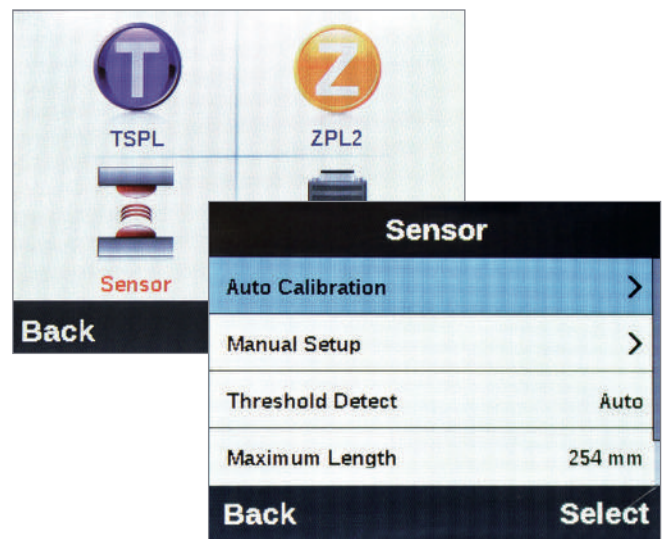 T
Z
TSPL
ZPL2
Sensor
Back
Sensor
Auto Calibration
Manual Setup
Threshold Detect Auto
Maximum Length 254 mm
Back Select